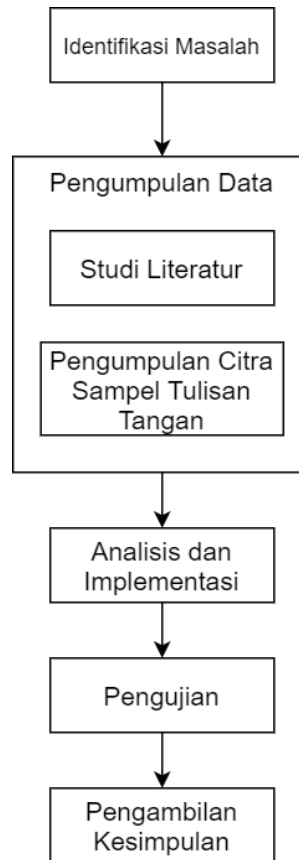 Identifikasi Masalah
Pengumpulan Data
Studi Literatur
Pengumpulan Citra
Sampel Tulisan
Tangan
Analisis dan
Implementasi
Pengujian
Pengambilan
Kesimpulan